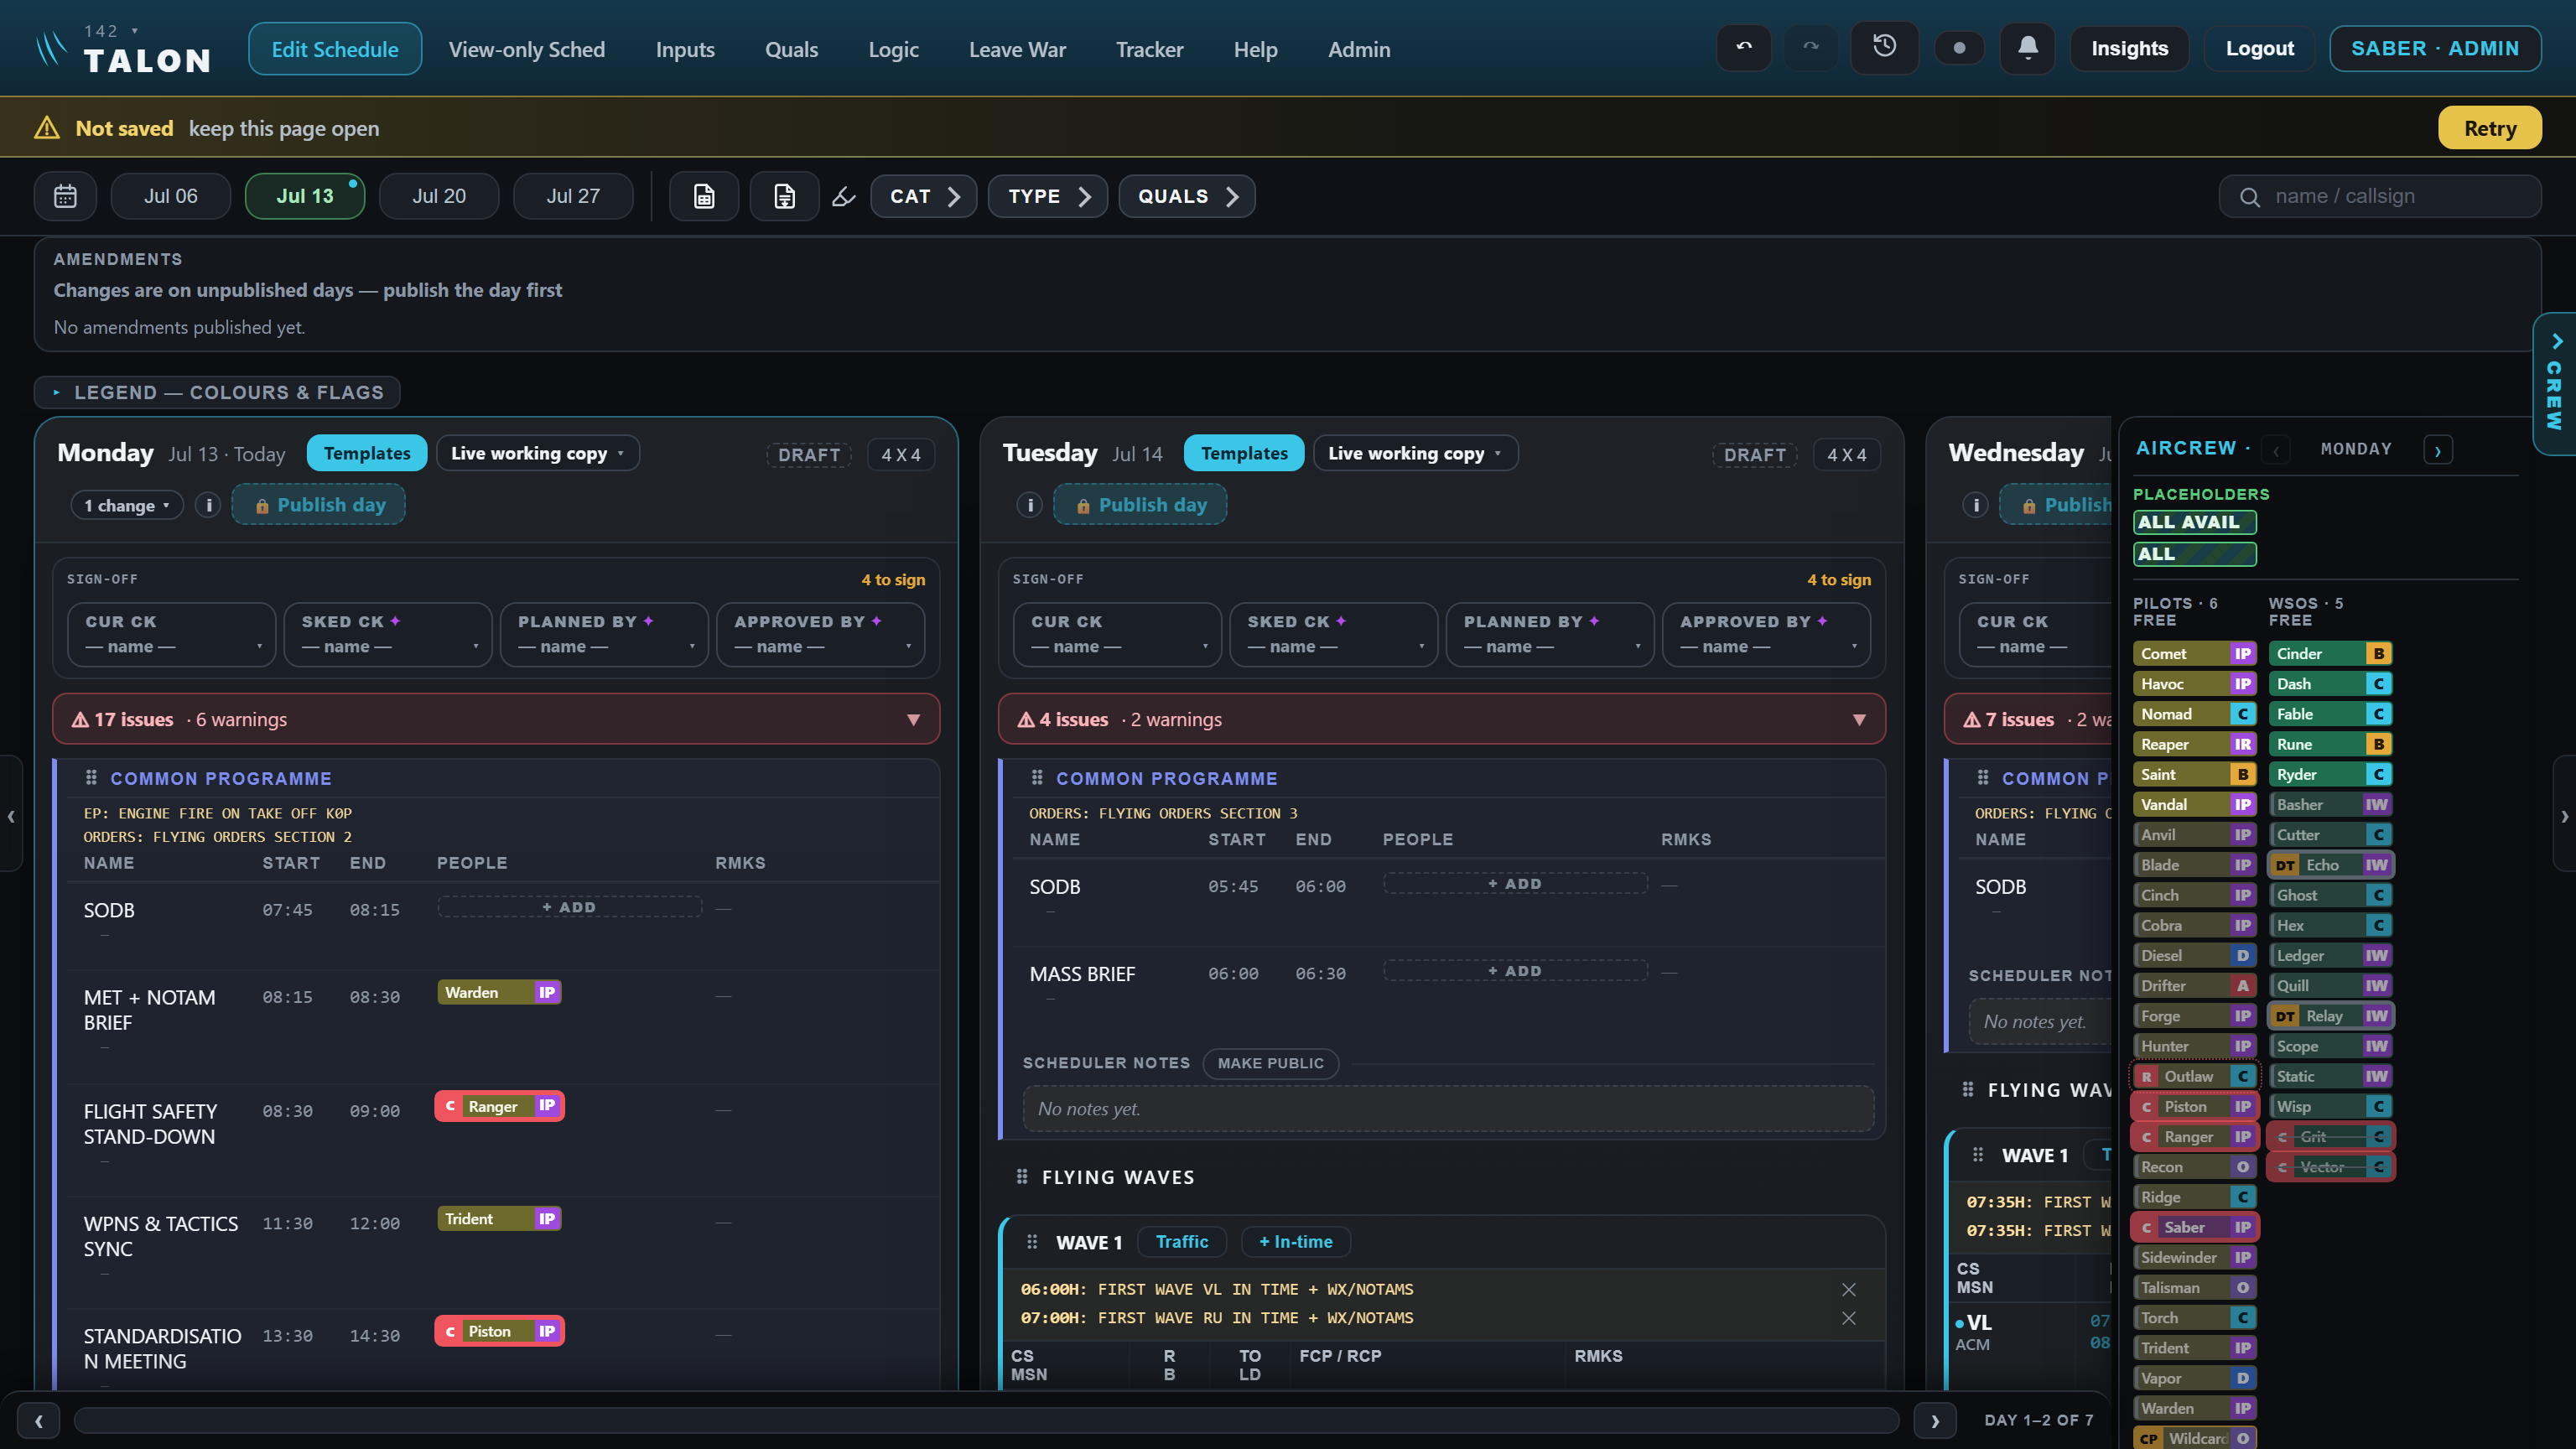 142 ▾
TALON
Edit Schedule
View-only Sched
Inputs
Quals
Logic
Leave War
Tracker
Help
Admin
Insights
Logout
SABER · ADMIN
Not saved keep this page open
Retry
Jul 06
Jul 13
Jul 20
Jul 27
CAT
TYPE
QUALS
name / callsign
AMENDMENTS
Changes are on unpublished days — publish the day first
No amendments published yet.
LEGEND — COLOURS & FLAGS
CREW
Monday Jul 13 · Today
Templates
Live working copy
DRAFT
4 X 4
1 change
i
Publish day
SIGN-OFF
4 to sign
CUR CK
— name —
SKED CK ✦
— name —
PLANNED BY ✦
— name —
APPROVED BY ✦
— name —
17 issues · 6 warnings
COMMON PROGRAMME
EP: ENGINE FIRE ON TAKE OFF K0P
ORDERS: FLYING ORDERS SECTION 2
NAME START END PEOPLE RMKS
SODB 07:45 08:15 + ADD —
—
MET + NOTAM BRIEF 08:15 08:30 Warden IP —
—
FLIGHT SAFETY STAND-DOWN 08:30 09:00 C Ranger IP —
—
WPNS & TACTICS SYNC 11:30 12:00 Trident IP —
—
STANDARDISATIO
N MEETING 13:30 14:30 C Piston IP —
Tuesday Jul 14
Templates
Live working copy
DRAFT
4 X 4
i
Publish day
SIGN-OFF
4 to sign
CUR CK
— name —
SKED CK ✦
— name —
PLANNED BY ✦
— name —
APPROVED BY ✦
— name —
4 issues · 2 warnings
COMMON PROGRAMME
ORDERS: FLYING ORDERS SECTION 3
NAME START END PEOPLE RMKS
SODB 05:45 06:00 + ADD —
—
MASS BRIEF 06:00 06:30 + ADD —
—
SCHEDULER NOTES MAKE PUBLIC
No notes yet.
FLYING WAVES
WAVE 1 Traffic + In-time
06:00H: FIRST WAVE VL IN TIME + WX/NOTAMS
07:00H: FIRST WAVE RU IN TIME + WX/NOTAMS
CS
MSN
R
B
TO
LD
FCP / RCP
RMKS
Wednesday
i
Publish
SIGN-OFF
CUR CK
— name —
7 issues · 2 wa
COMMON P
ORDERS: FLYING O
NAME
SODB
—
SCHEDULER NOT
No notes yet.
FLYING WAV
WAVE 1
07:35H: FIRST W
07:35H: FIRST W
CS
MSN
VL 07
ACM 08
AIRCREW · MONDAY
PLACEHOLDERS
ALL AVAIL
ALL
PILOTS · 6 FREE
Comet IP
Havoc IP
Nomad C
Reaper IR
Saint B
Vandal IP
Anvil IP
Blade IP
Cinch IP
Cobra IP
Diesel D
Drifter A
Forge IP
Hunter IP
R Outlaw C
C Piston IP
C Ranger IP
Recon O
Ridge C
C Saber IP
Sidewinder IP
Talisman O
Torch C
Trident IP
Vapor D
Warden IP
CP Wildcard O
WSOS · 5 FREE
Cinder B
Dash C
Fable C
Rune B
Ryder C
Basher IW
Cutter C
DT Echo IW
Ghost C
Hex C
Ledger IW
Quill IW
DT Relay IW
Scope IW
Static IW
Wisp C
C Grit C
C Vector C
DAY 1–2 OF 7